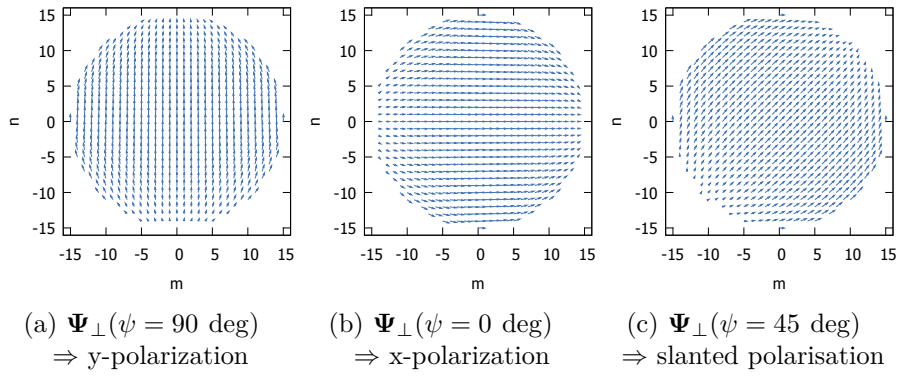 15
10
5
0
-5
-10
-15
n
-15 -10 -5 0 5 10 15
m
15
10
5
0
-5
-10
-15
n
-15 -10 -5 0 5 10 15
m
15
10
5
0
-5
-10
-15
n
-15 -10 -5 0 5 10 15
m
(a) Ψ⊥(ψ = 90 deg)
⇒ y-polarization
(b) Ψ⊥(ψ = 0 deg)
⇒ x-polarization
(c) Ψ⊥(ψ = 45 deg)
⇒ slanted polarisation